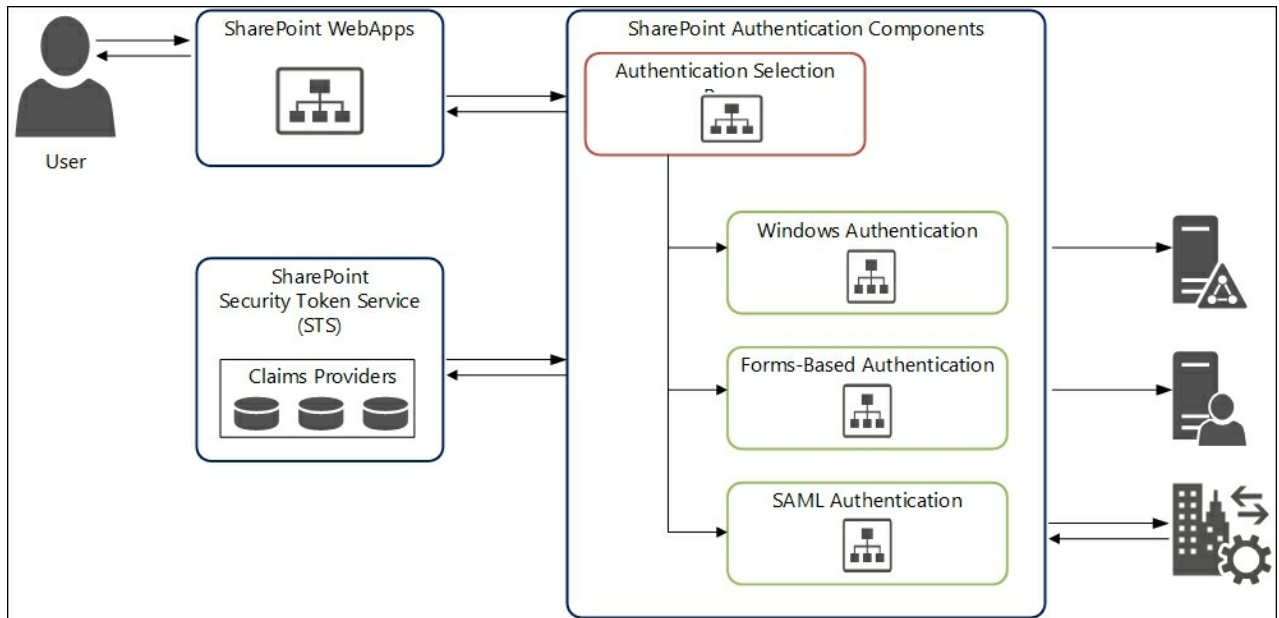 SharePoint WebApps
User
SharePoint Authentication Components
Authentication Selection
Windows Authentication
SharePoint
Security Token Service
(STS)
Claims Providers
Forms-Based Authentication
SAML Authentication